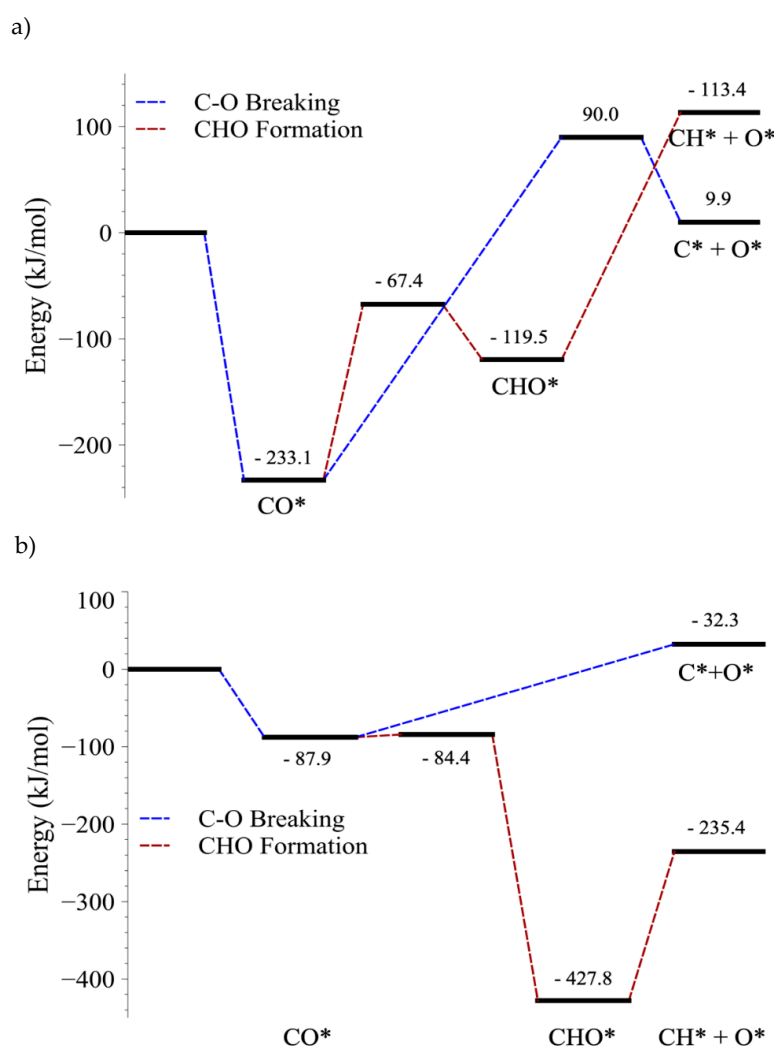 a)
C-O Breaking
CHO Formation
Energy (kJ/mol)
100
0
−100
−200
- 233.1
CO*
- 67.4
- 119.5
CHO*
90.0
- 113.4
CH* + O*
9.9
C* + O*
b)
Energy (kJ/mol)
100
0
−100
−200
−300
−400
- 32.3
C*+O*
- 87.9
- 84.4
C-O Breaking
CHO Formation
- 235.4
- 427.8
CO*
CHO*
CH* + O*